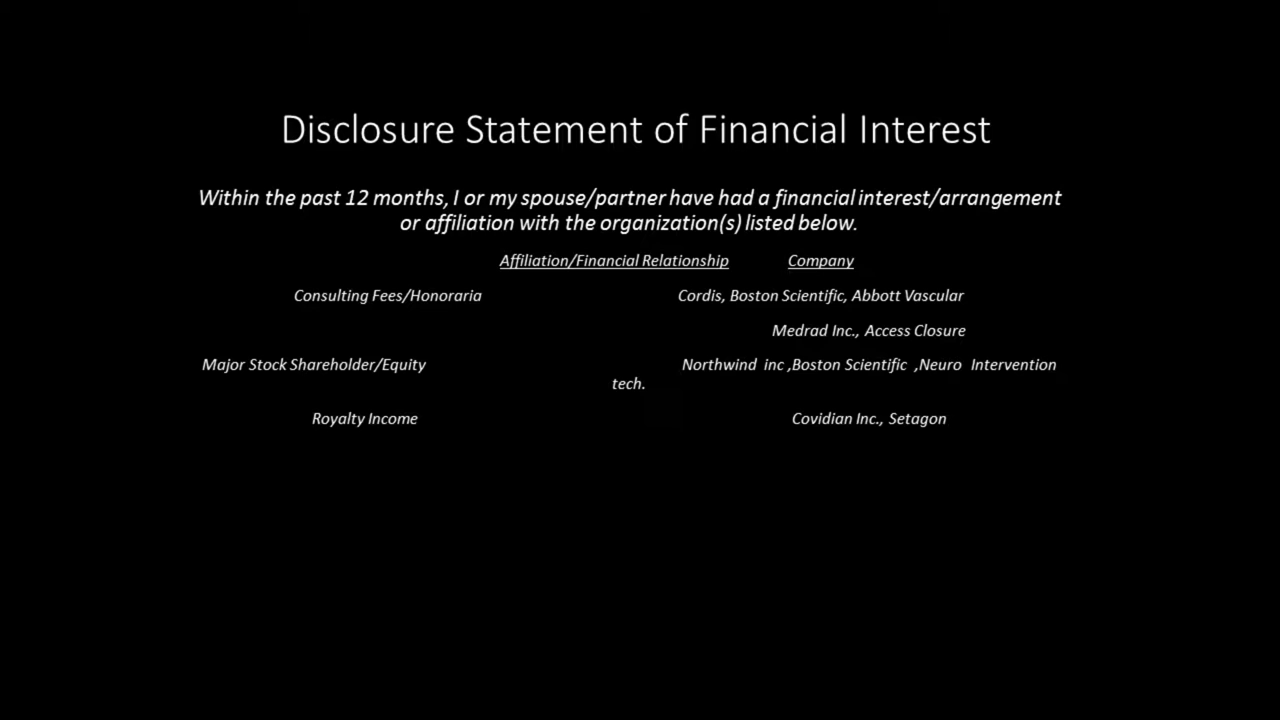 Disclosure Statement of Financial Interest
Within the past 12 months, I or my spouse/partner have had a financial interest/arrangement
or affiliation with the organization(s) listed below.
Affiliation/Financial Relationship Company
Consulting Fees/Honoraria Cordis, Boston Scientific, Abbott Vascular
Medrad Inc., Access Closure
Major Stock Shareholder/Equity Northwind inc ,Boston Scientific ,Neuro Intervention
tech.
Royalty Income Covidian Inc., Setagon